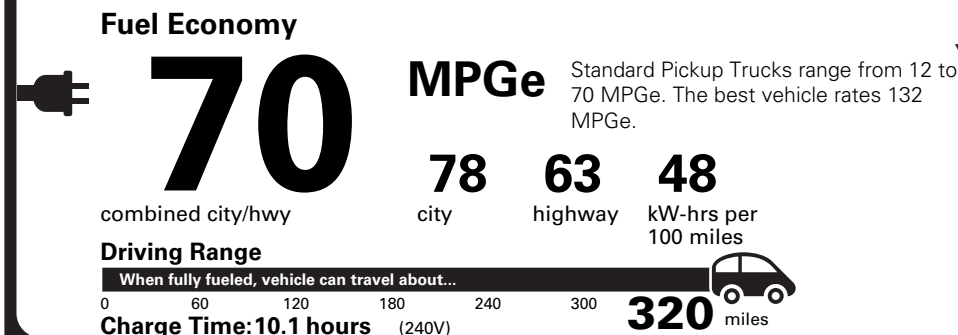 Fuel Economy
70
MPGe
Standard Pickup Trucks range from 12 to
70 MPGe. The best vehicle rates 132
MPGe.
78 63 48
combined city/hwy city highway kW-hrs per
100 miles
Driving Range
When fully fueled, vehicle can travel about...
0 60 120 180 240 300 320 miles
Charge Time:10.1 hours (240V)